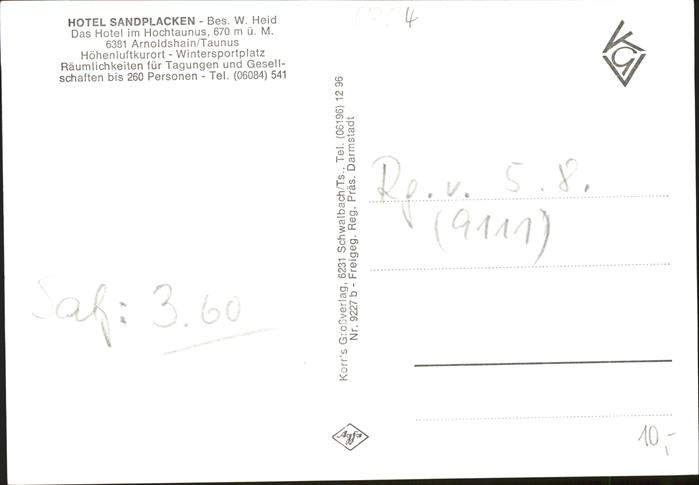 HOTEL SANDPLACKEN - Bes. W. Heid
Das Hotel im Hochtaunus, 670 m ü. M.
6381 Arnoldshain/Taunus
Höhenluftkurort - Wintersportplatz
Räumlichkeiten für Tagungen und Gesell-
schaften bis 260 Personen - Tel. (06084) 541
KGV
Korr's Großverlag, 6231 Schwalbach/Ts., Tel. (06196) 12 96
Nr. 9227 b - Freigeg. Reg. Präs. Darmstadt
Rg. v. 5.8.
(9111)
3.60
Agfa
10,-